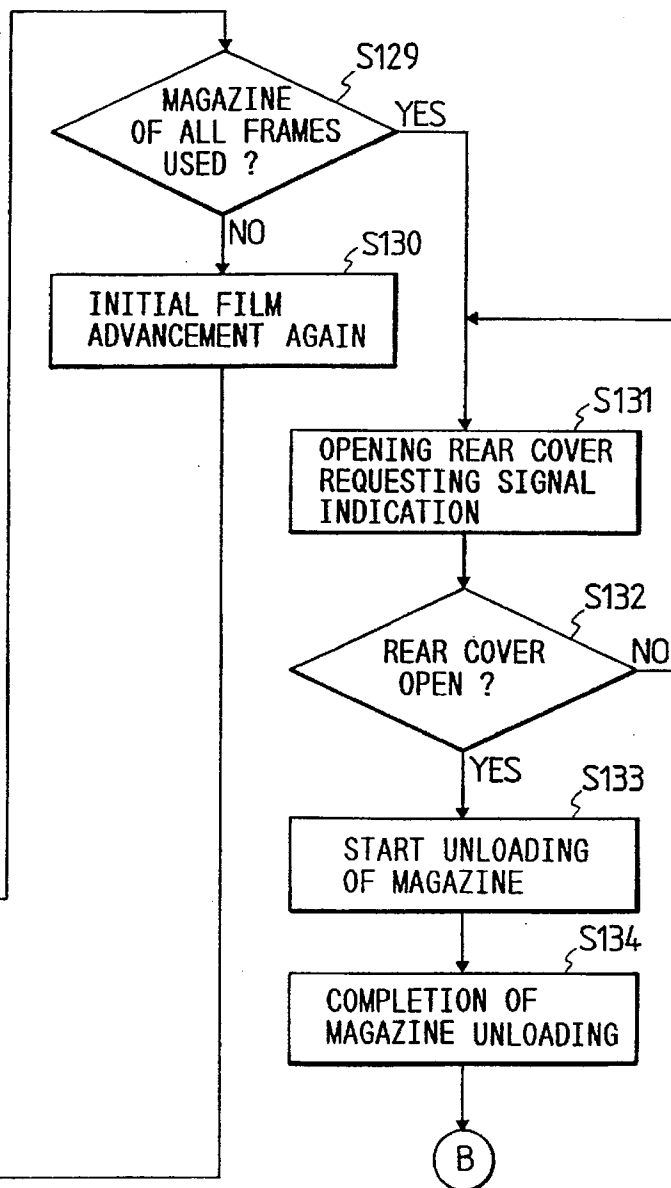 S129
MAGAZINE
OF ALL FRAMES
USED ?
YES
NO
S130
INITIAL FILM
ADVANCEMENT AGAIN
S131
OPENING REAR COVER
REQUESTING SIGNAL
INDICATION
S132
REAR COVER
OPEN ?
NO
YES
S133
START UNLOADING
OF MAGAZINE
S134
COMPLETION OF
MAGAZINE UNLOADING
B